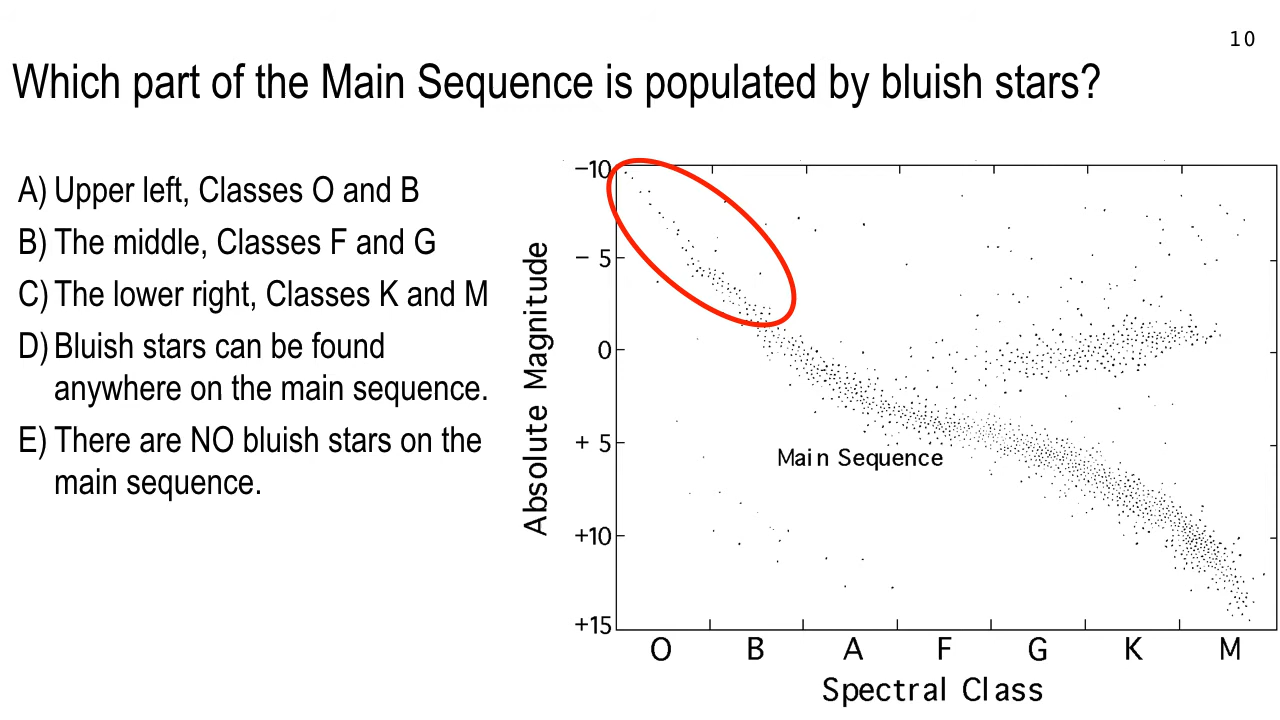 10
Which part of the Main Sequence is populated by bluish stars?
A) Upper left, Classes O and B
B) The middle, Classes F and G
C) The lower right, Classes K and M
D) Bluish stars can be found
anywhere on the main sequence.
E) There are NO bluish stars on the
main sequence.
Absolute Magnitude
−10
− 5
0
+ 5
+10
+15
Main Sequence
O B A F G K M
Spectral Class